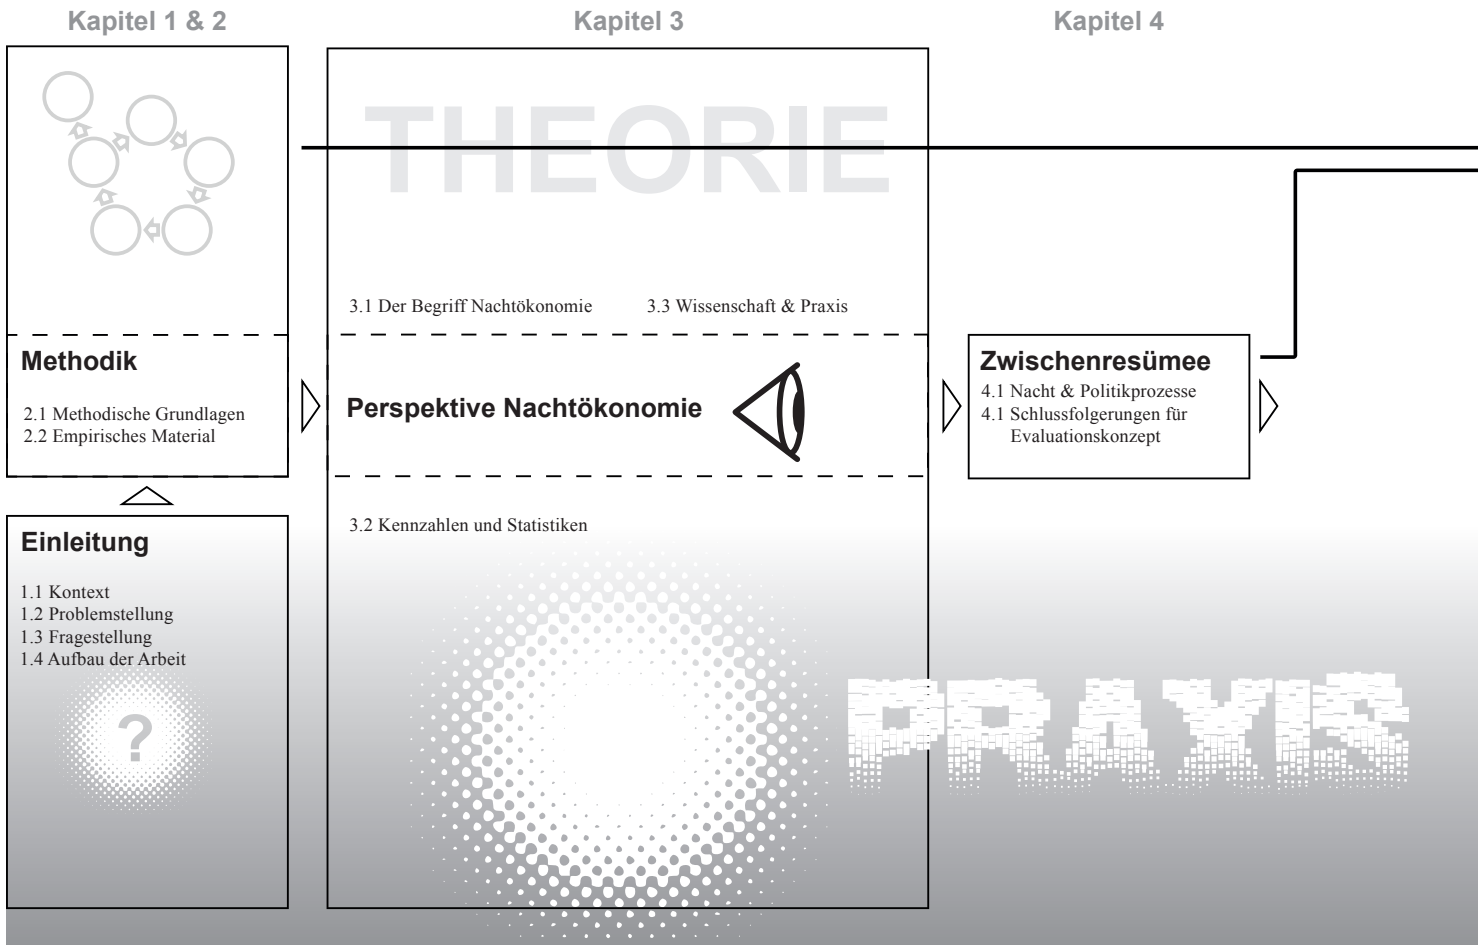 Kapitel 1 & 2
Kapitel 3
Kapitel 4
THEORIE
3.1 Der Begriff Nachtökonomie
3.3 Wissenschaft & Praxis
Methodik
2.1 Methodische Grundlagen
2.2 Empirisches Material
Perspektive Nachtökonomie
Zwischenresümee
4.1 Nacht & Politikprozesse
4.1 Schlussfolgerungen für
Evaluationskonzept
3.2 Kennzahlen und Statistiken
Einleitung
1.1 Kontext
1.2 Problemstellung
1.3 Fragestellung
1.4 Aufbau der Arbeit
?
PRAXIS